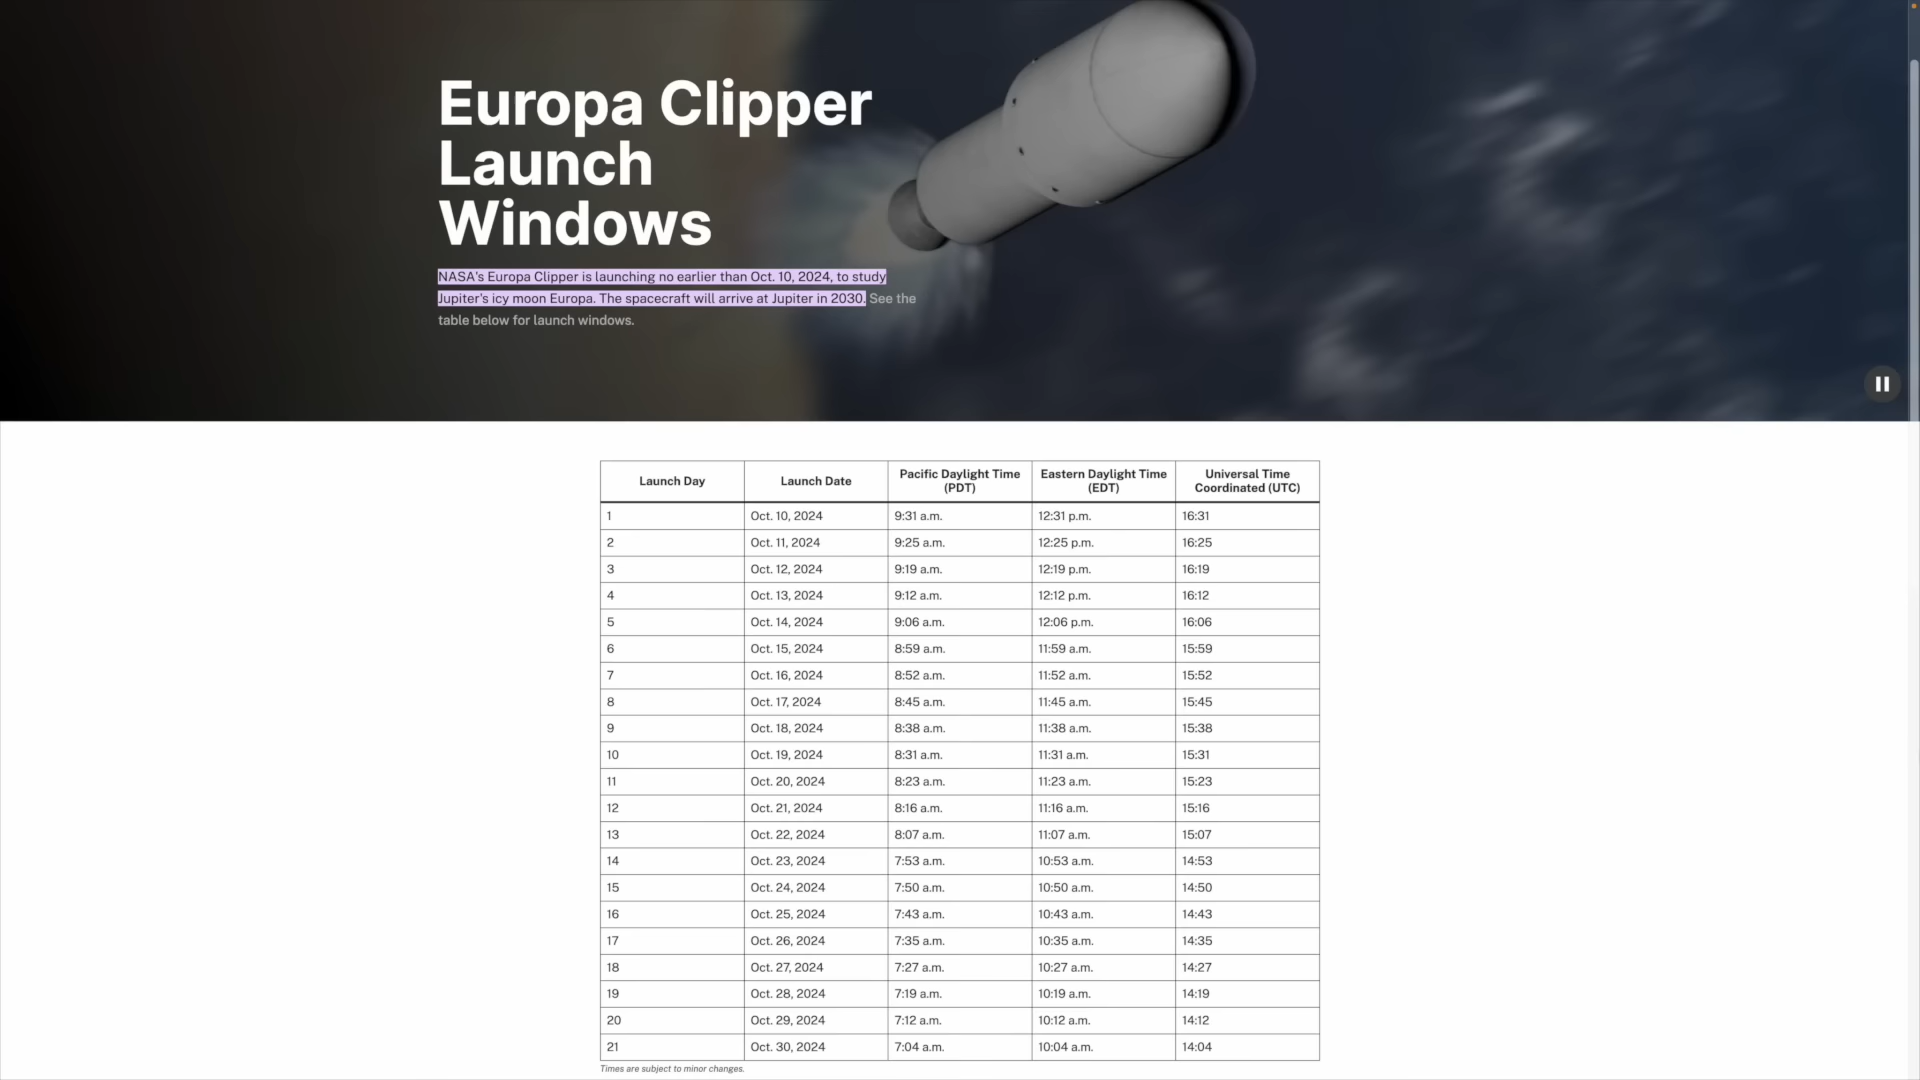 Europa Clipper
Launch
Windows
NASA's Europa Clipper is launching no earlier than Oct. 10, 2024, to study
Jupiter's icy moon Europa. The spacecraft will arrive at Jupiter in 2030. See the
table below for launch windows.
Launch Day Launch Date Pacific Daylight Time (PDT) Eastern Daylight Time (EDT) Universal Time Coordinated (UTC)
1 Oct. 10, 2024 9:31 a.m. 12:31 p.m. 16:31
2 Oct. 11, 2024 9:25 a.m. 12:25 p.m. 16:25
3 Oct. 12, 2024 9:19 a.m. 12:19 p.m. 16:19
4 Oct. 13, 2024 9:12 a.m. 12:12 p.m. 16:12
5 Oct. 14, 2024 9:06 a.m. 12:06 p.m. 16:06
6 Oct. 15, 2024 8:59 a.m. 11:59 a.m. 15:59
7 Oct. 16, 2024 8:52 a.m. 11:52 a.m. 15:52
8 Oct. 17, 2024 8:45 a.m. 11:45 a.m. 15:45
9 Oct. 18, 2024 8:38 a.m. 11:38 a.m. 15:38
10 Oct. 19, 2024 8:31 a.m. 11:31 a.m. 15:31
11 Oct. 20, 2024 8:23 a.m. 11:23 a.m. 15:23
12 Oct. 21, 2024 8:16 a.m. 11:16 a.m. 15:16
13 Oct. 22, 2024 8:07 a.m. 11:07 a.m. 15:07
14 Oct. 23, 2024 7:53 a.m. 10:53 a.m. 14:53
15 Oct. 24, 2024 7:50 a.m. 10:50 a.m. 14:50
16 Oct. 25, 2024 7:43 a.m. 10:43 a.m. 14:43
17 Oct. 26, 2024 7:35 a.m. 10:35 a.m. 14:35
18 Oct. 27, 2024 7:27 a.m. 10:27 a.m. 14:27
19 Oct. 28, 2024 7:19 a.m. 10:19 a.m. 14:19
20 Oct. 29, 2024 7:12 a.m. 10:12 a.m. 14:12
21 Oct. 30, 2024 7:04 a.m. 10:04 a.m. 14:04
Times are subject to minor changes.